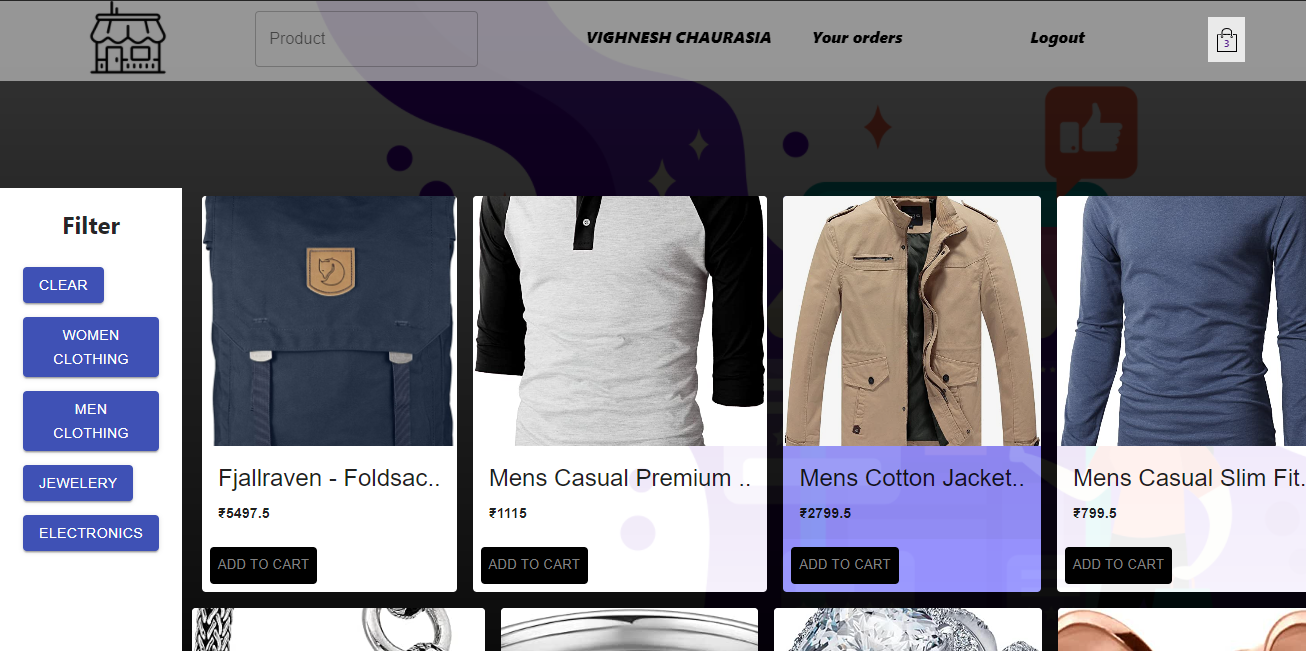 Product
VIGHNESH CHAURASIA
Your orders
Logout
3
Filter
CLEAR
WOMEN
CLOTHING
MEN
CLOTHING
JEWELERY
ELECTRONICS
Fjallraven - Foldsac..
₹5497.5
ADD TO CART
Mens Casual Premium ..
₹1115
ADD TO CART
Mens Cotton Jacket..
₹2799.5
ADD TO CART
Mens Casual Slim Fit.
₹799.5
ADD TO CART